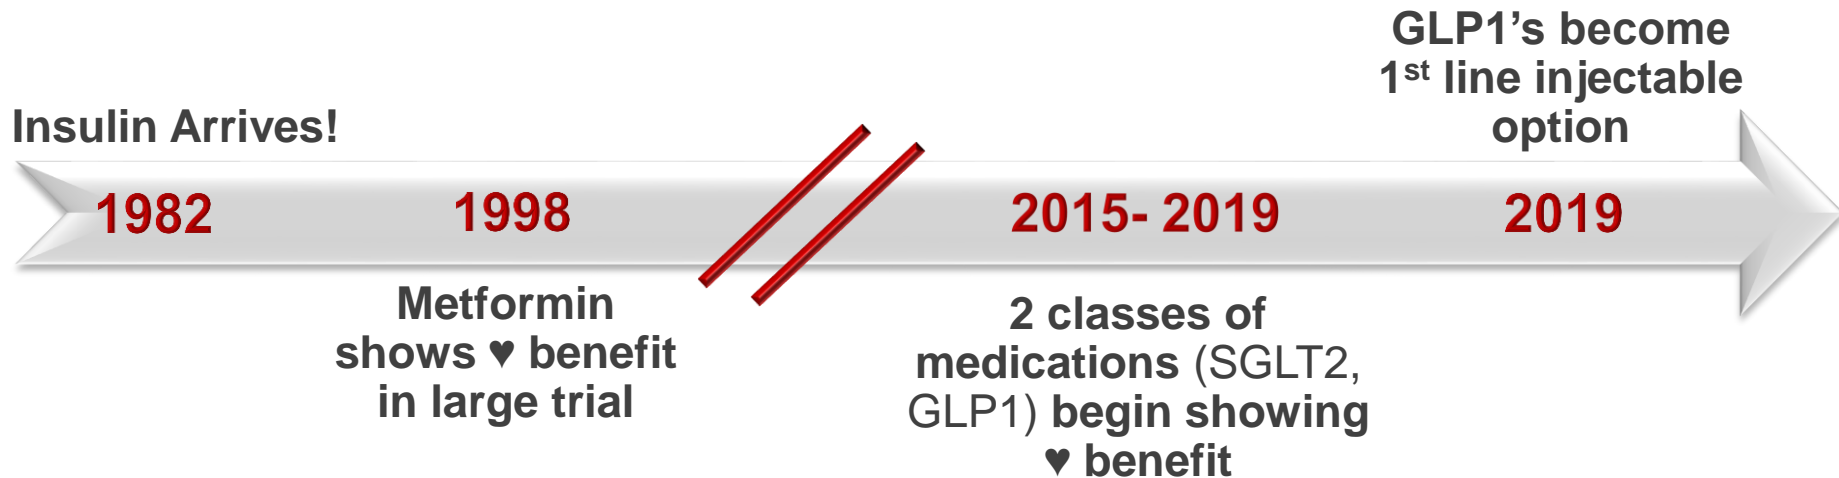 Insulin Arrives!
1982
1998
Metformin
shows ♥ benefit
in large trial
2015- 2019
2 classes of
medications (SGLT2,
GLP1) begin showing
♥ benefit
GLP1’s become
1st line injectable
option
2019